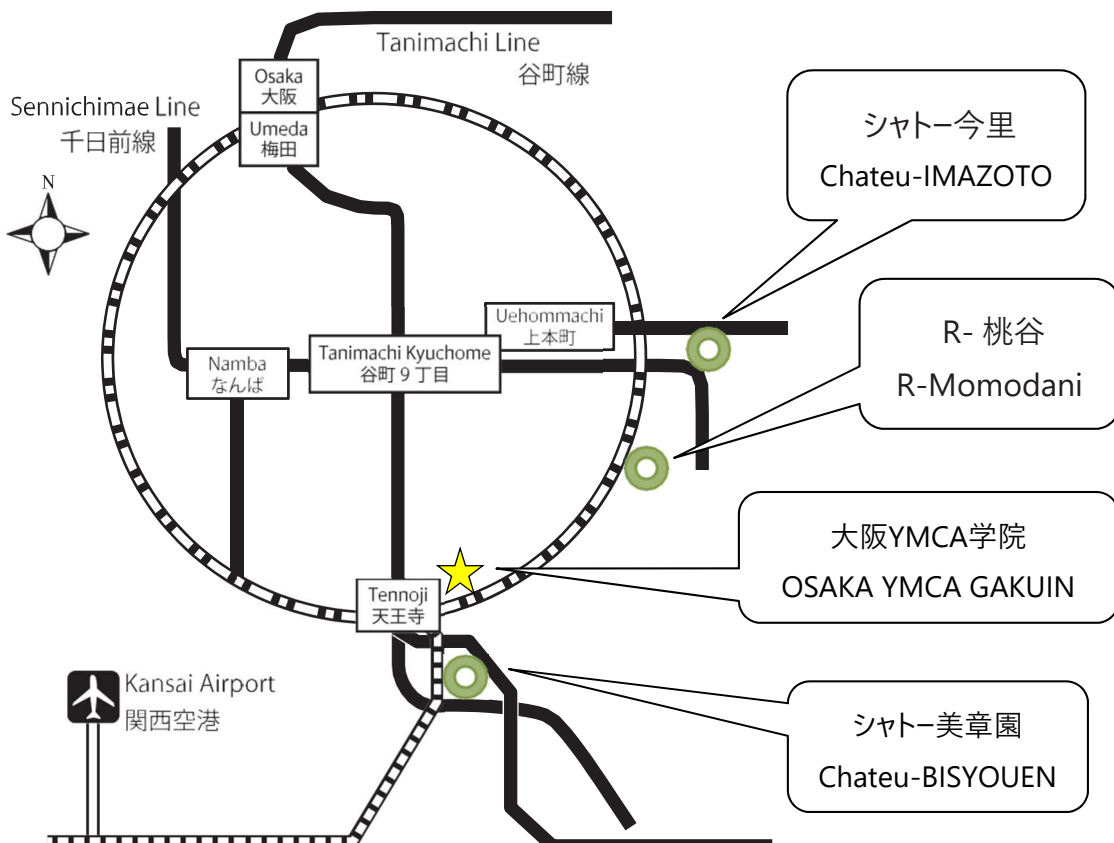 Tanimachi Line
谷町線
Osaka
大阪
Umeda
梅田
Sennichimae Line
千日前線
N
シャトー今里
Chateu-IMAZOTO
Uehommachi
上本町
R- 桃谷
R-Momodani
Namba
なんば
Tanimachi Kyuchome
谷町９丁目
大阪YMCA学院
OSAKA YMCA GAKUIN
Tennoji
天王寺
Kansai Airport
関西空港
シャトー美章園
Chateu-BISYOUEN